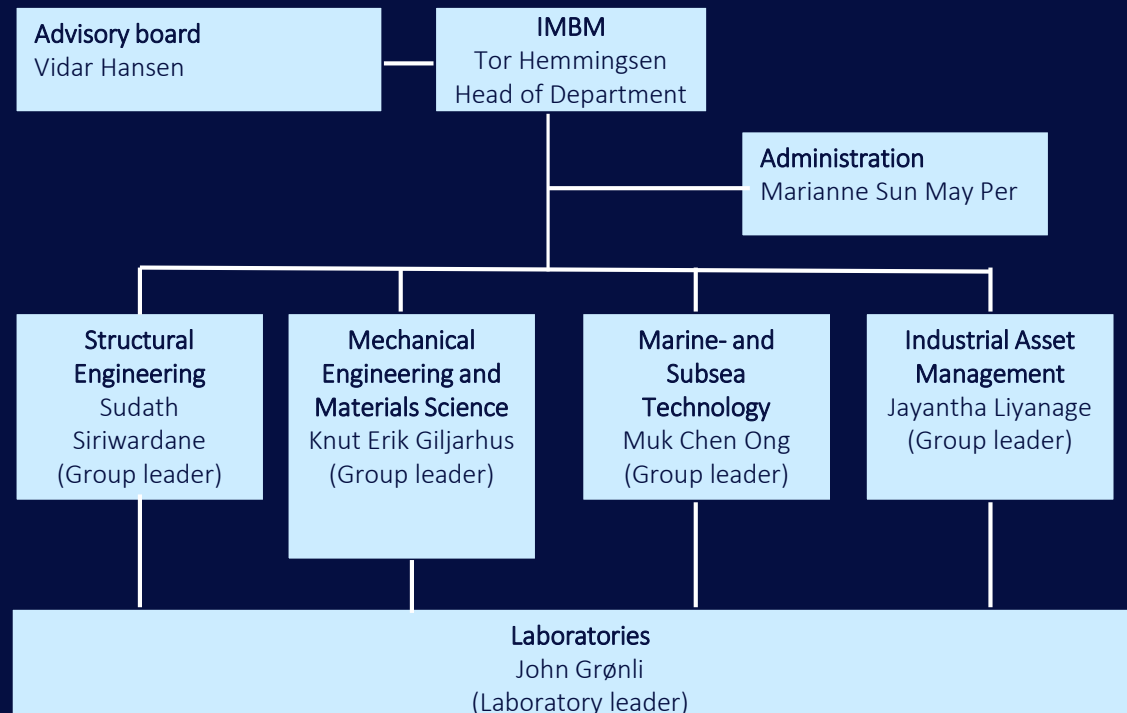 Advisory board
Vidar Hansen
IMBM
Tor Hemmingsen
Head of Department
Administration
Marianne Sun May Per
Structural
Engineering
Sudath
Siriwardane
(Group leader)
Mechanical
Engineering and
Materials Science
Knut Erik Giljarhus
(Group leader)
Marine- and
Subsea
Technology
Muk Chen Ong
(Group leader)
Industrial Asset
Management
Jayantha Liyanage
(Group leader)
Laboratories
John Grønli
(Laboratory leader)